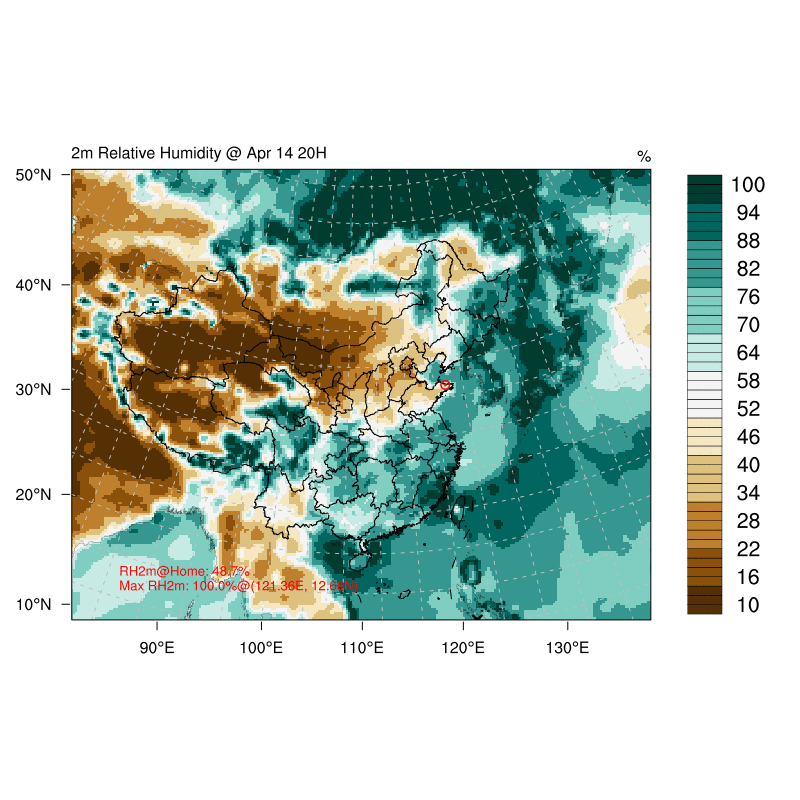 2m Relative Humidity @ Apr 14 20H
%
50°N
40°N
30°N
20°N
10°N
90°E
100°E
110°E
120°E
130°E
100
94
88
82
76
70
64
58
52
46
40
34
28
22
16
10
RH2m@Home: 48.7%
Max RH2m: 100.0%@(121.36E, 12.68N)